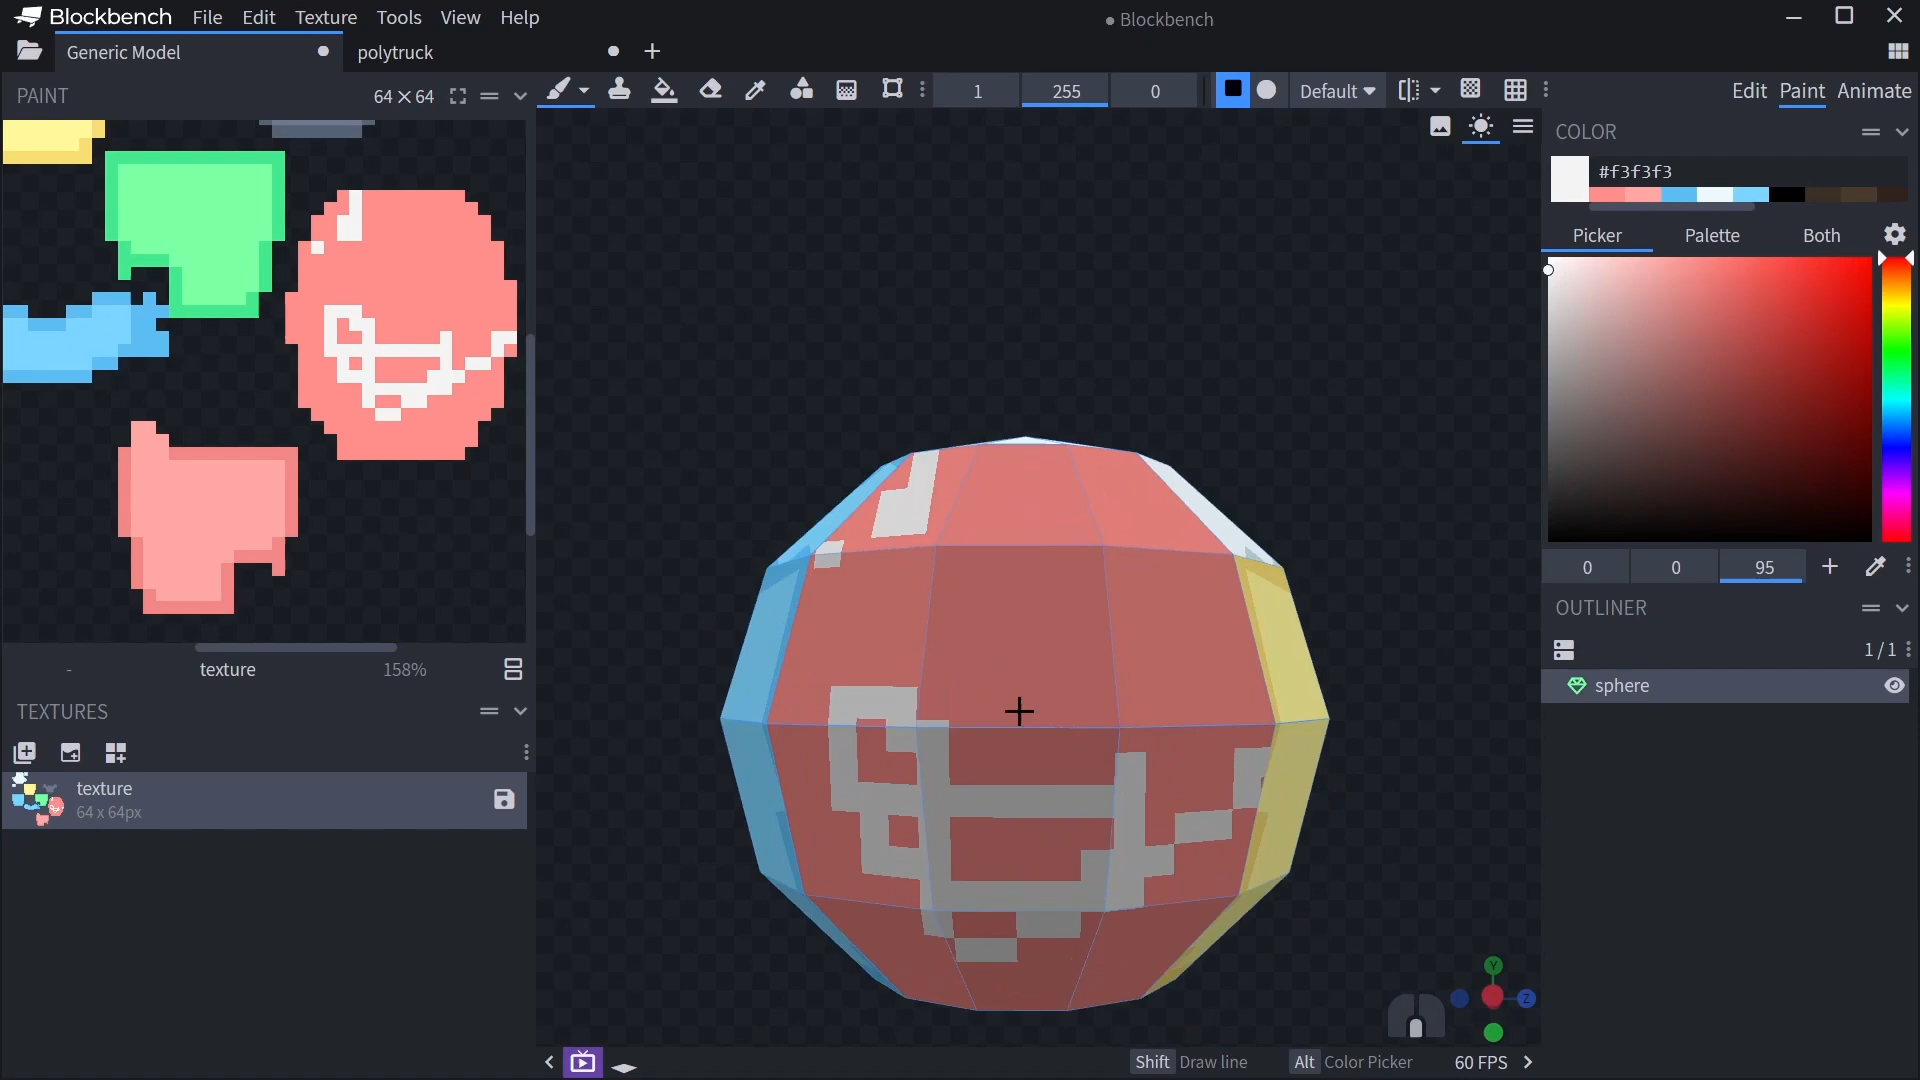 Blockbench File Edit Texture Tools View Help
Blockbench
Generic Model polytruck
PAINT 64×64
1 255 0 Default
Edit Paint Animate
COLOR
#f3f3f3
Picker Palette Both
0 0 95
OUTLINER
1/1
sphere
- texture 158%
TEXTURES
texture
64 x 64px
Y
Z
Shift Draw line Alt Color Picker 60 FPS